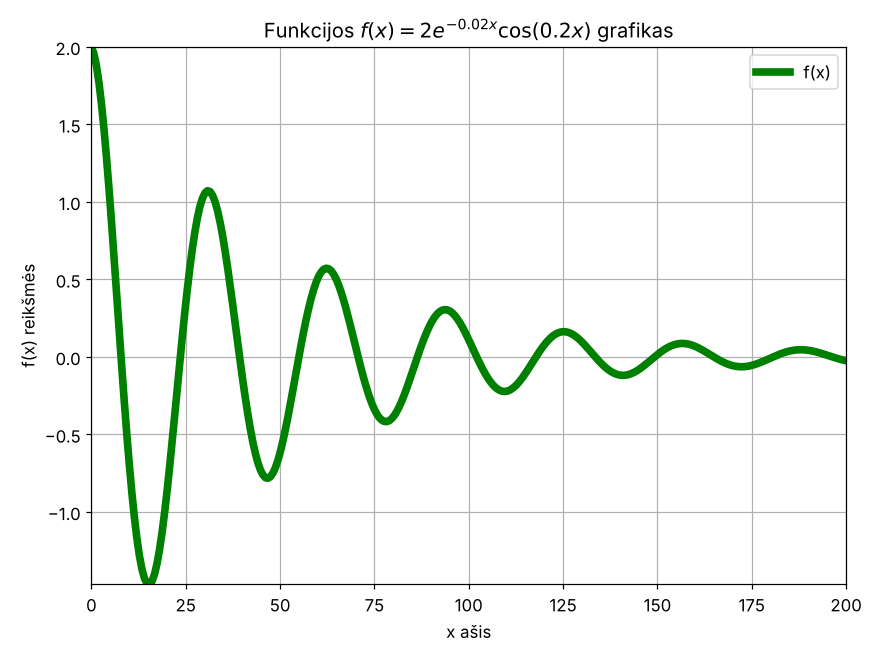 Funkcijos f(x) = 2e^{-0.02x}cos(0.2x) grafikas
f(x)
2.0
1.5
1.0
0.5
0.0
−0.5
−1.0
f(x) reikšmės
0 25 50 75 100 125 150 175 200
x ašis